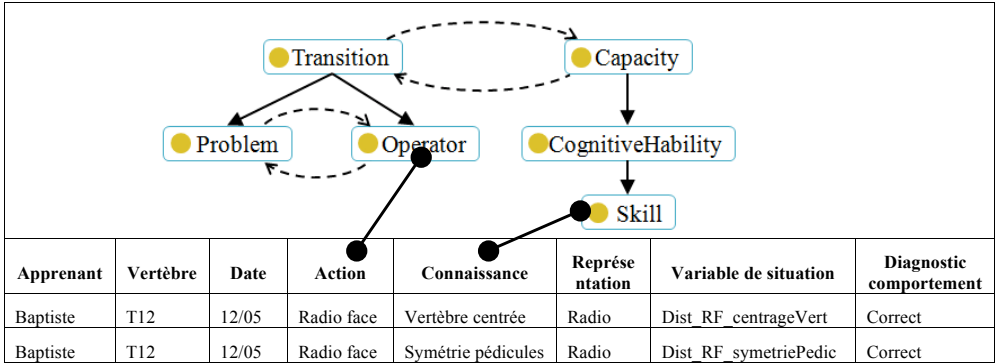 Transition Capacity
Problem Operator CognitiveHability
Skill
Apprenant Vertèbre Date Action Connaissance Représe ntation Variable de situation Diagnostic comportement
Baptiste T12 12/05 Radio face Vertèbre centrée Radio Dist_RF_centrageVert Correct
Baptiste T12 12/05 Radio face Symétrie pédicules Radio Dist_RF_symetriePedic Correct